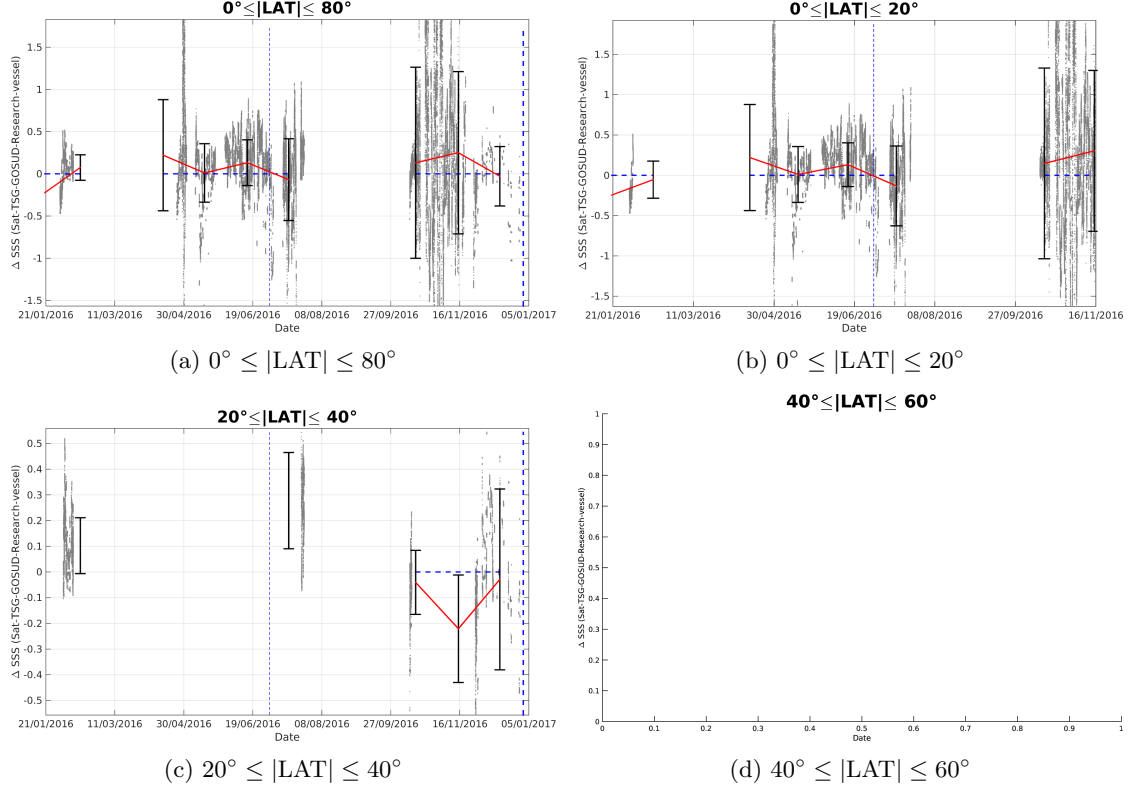 0°≤|LAT|≤ 80°
1.5
1
0.5
0
-0.5
-1
-1.5
Δ SSS (Sat-TSG-GOSUD-Research-vessel)
21/01/2016 11/03/2016 30/04/2016 19/06/2016 08/08/2016 27/09/2016 16/11/2016 05/01/2017
Date
(a) 0° ≤ |LAT| ≤ 80°
0°≤|LAT|≤ 20°
1.5
1
0.5
0
-0.5
-1
-1.5
Δ SSS (Sat-TSG-GOSUD-Research-vessel)
21/01/2016 11/03/2016 30/04/2016 19/06/2016 08/08/2016 27/09/2016 16/11/2016
Date
(b) 0° ≤ |LAT| ≤ 20°
20°≤|LAT|≤ 40°
0.5
0.4
0.3
0.2
0.1
0
-0.1
-0.2
-0.3
-0.4
-0.5
Δ SSS (Sat-TSG-GOSUD-Research-vessel)
21/01/2016 11/03/2016 30/04/2016 19/06/2016 08/08/2016 27/09/2016 16/11/2016 05/01/2017
Date
(c) 20° ≤ |LAT| ≤ 40°
40°≤|LAT|≤ 60°
1
0.9
0.8
0.7
0.6
0.5
0.4
0.3
0.2
0.1
0
Δ SSS (Sat-TSG-GOSUD-Research-vessel)
0 0.1 0.2 0.3 0.4 0.5 0.6 0.7 0.8 0.9 1
Date
(d) 40° ≤ |LAT| ≤ 60°